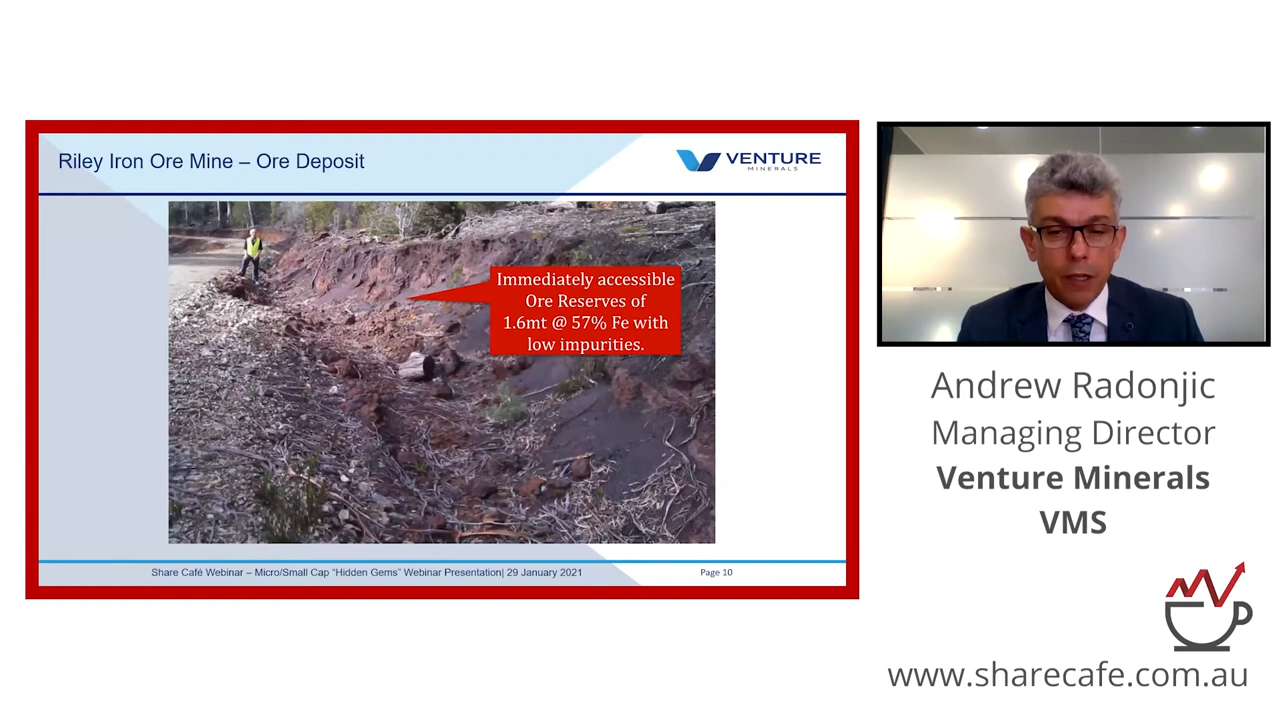 Riley Iron Ore Mine – Ore Deposit
VENTURE
MINERALS
Immediately accessible
Ore Reserves of
1.6mt @ 57% Fe with
low impurities.
Share Café Webinar – Micro/Small Cap “Hidden Gems” Webinar Presentation| 29 January 2021
Page 10
Andrew Radonjic
Managing Director
Venture Minerals
VMS
www.sharecafe.com.au